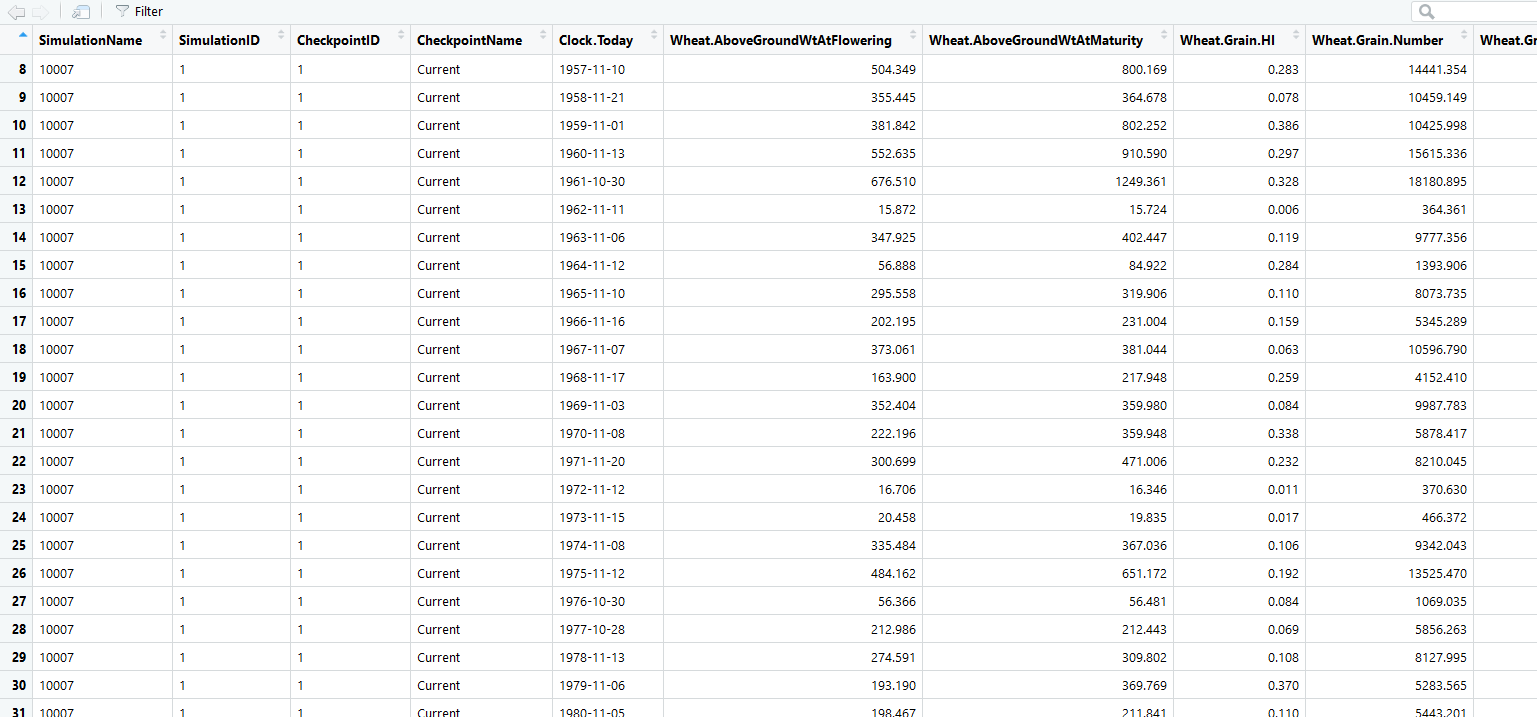 Filter
SimulationName SimulationID CheckpointID CheckpointName Clock.Today Wheat.AboveGroundWtAtFlowering Wheat.AboveGroundWtAtMaturity Wheat.Grain.HI Wheat.Grain.Number Wheat.Gr
8 10007 1 1 Current 1957-11-10 504.349 800.169 0.283 14441.354
9 10007 1 1 Current 1958-11-21 355.445 364.678 0.078 10459.149
10 10007 1 1 Current 1959-11-01 381.842 802.252 0.386 10425.998
11 10007 1 1 Current 1960-11-13 552.635 910.590 0.297 15615.336
12 10007 1 1 Current 1961-10-30 676.510 1249.361 0.328 18180.895
13 10007 1 1 Current 1962-11-11 15.872 15.724 0.006 364.361
14 10007 1 1 Current 1963-11-06 347.925 402.447 0.119 9777.356
15 10007 1 1 Current 1964-11-12 56.888 84.922 0.284 1393.906
16 10007 1 1 Current 1965-11-10 295.558 319.906 0.110 8073.735
17 10007 1 1 Current 1966-11-16 202.195 231.004 0.159 5345.289
18 10007 1 1 Current 1967-11-07 373.061 381.044 0.063 10596.790
19 10007 1 1 Current 1968-11-17 163.900 217.948 0.259 4152.410
20 10007 1 1 Current 1969-11-03 352.404 359.980 0.084 9987.783
21 10007 1 1 Current 1970-11-08 222.196 359.948 0.338 5878.417
22 10007 1 1 Current 1971-11-20 300.699 471.006 0.232 8210.045
23 10007 1 1 Current 1972-11-12 16.706 16.346 0.011 370.630
24 10007 1 1 Current 1973-11-15 20.458 19.835 0.017 466.372
25 10007 1 1 Current 1974-11-08 335.484 367.036 0.106 9342.043
26 10007 1 1 Current 1975-11-12 484.162 651.172 0.192 13525.470
27 10007 1 1 Current 1976-10-30 56.366 56.481 0.084 1069.035
28 10007 1 1 Current 1977-10-28 212.986 212.443 0.069 5856.263
29 10007 1 1 Current 1978-11-13 274.591 309.802 0.108 8127.995
30 10007 1 1 Current 1979-11-06 193.190 369.769 0.370 5283.565
31 10007 1 1 Current 1980-11-05 198.467 211.841 0.110 5443.201